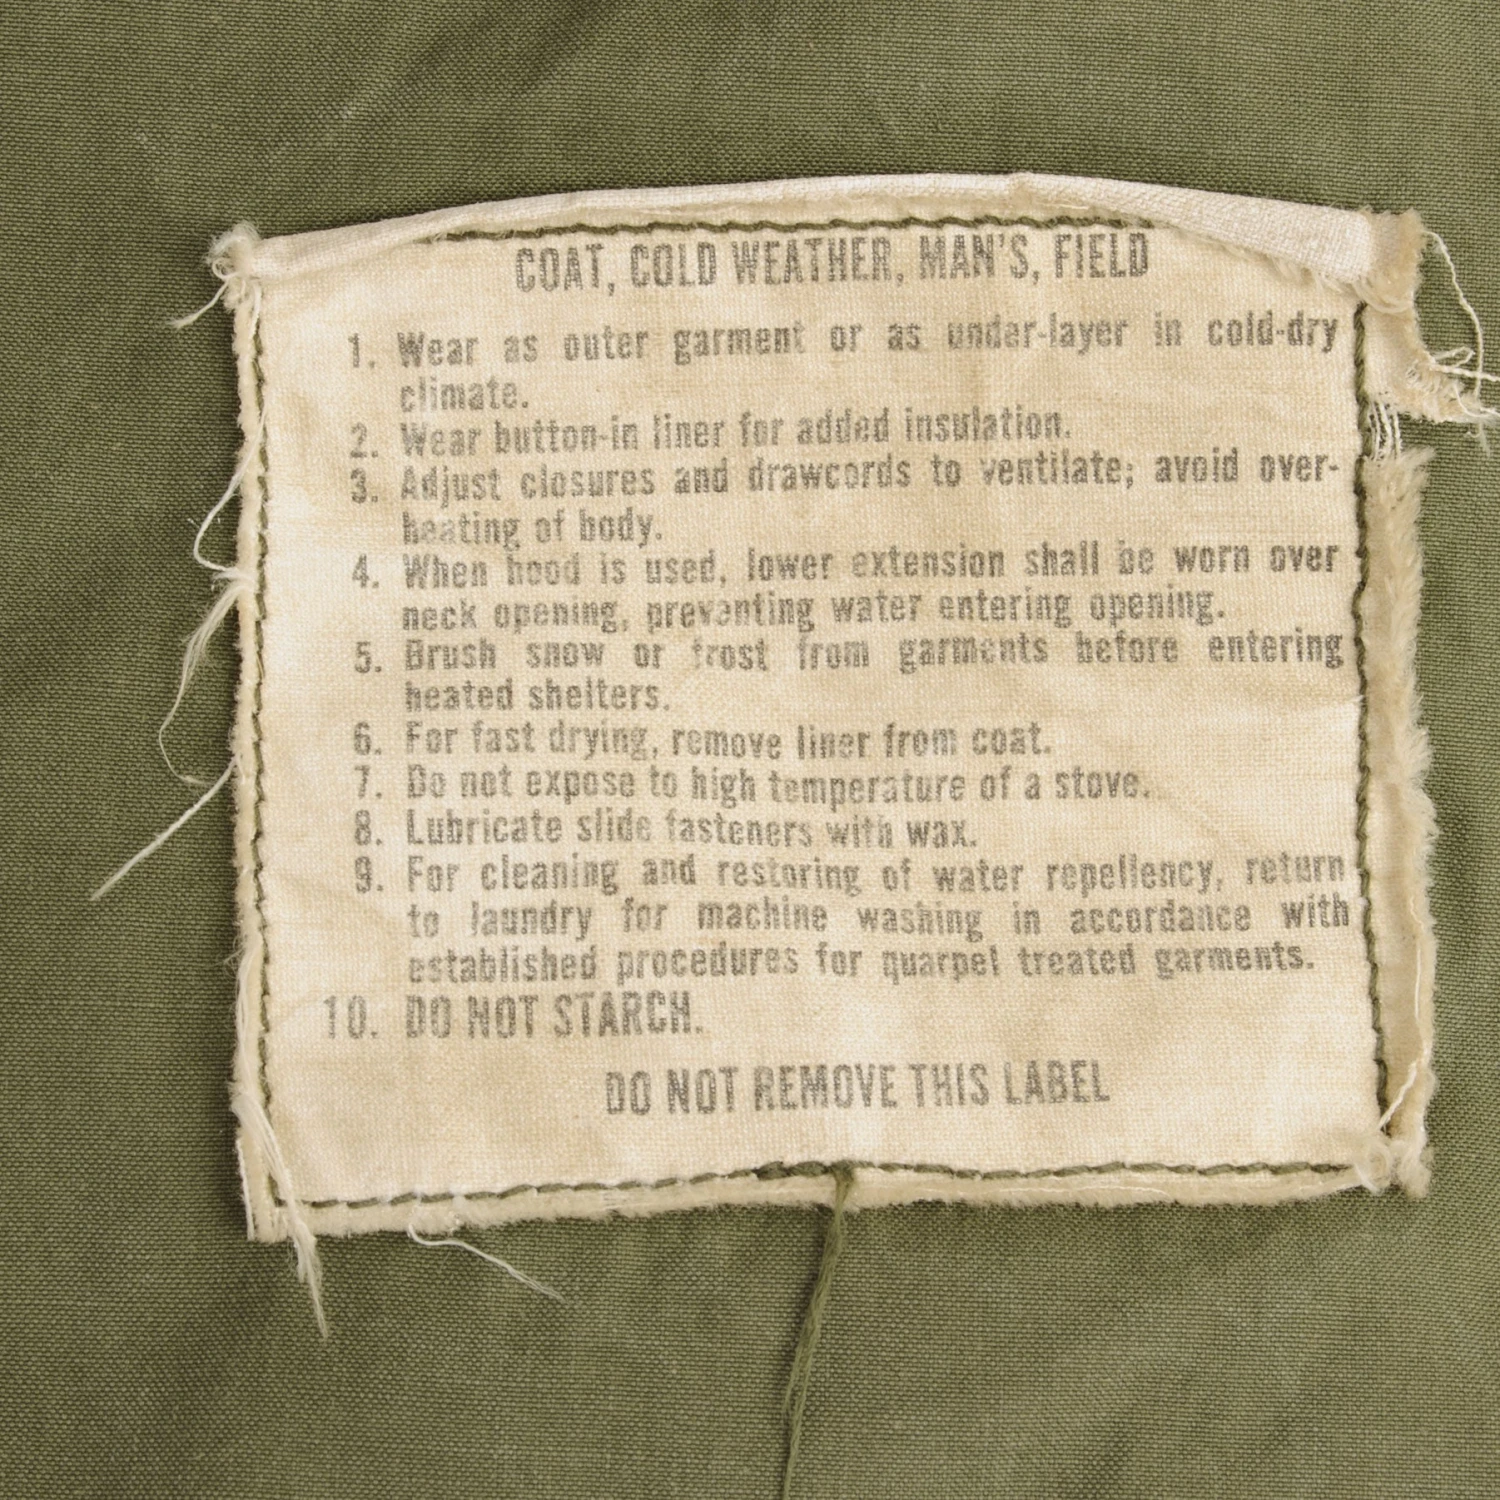 COAT, COLD WEATHER, MAN'S, FIELD
1. Wear as outer garment or as under-layer in cold-dry
climate.
2. Wear button-in liner for added insulation.
3. Adjust closures and drawcords to ventilate; avoid over-
heating of body.
4. When hood is used, lower extension shall be worn over
neck opening, preventing water entering opening.
5. Brush snow or frost from garments before entering
heated shelters.
6. For fast drying, remove liner from coat.
7. Do not expose to high temperature of a stove.
8. Lubricate slide fasteners with wax.
9. For cleaning and restoring of water repellency, return
to laundry for machine washing in accordance with
established procedures for quarpel treated garments.
10. DO NOT STARCH.
DO NOT REMOVE THIS LABEL